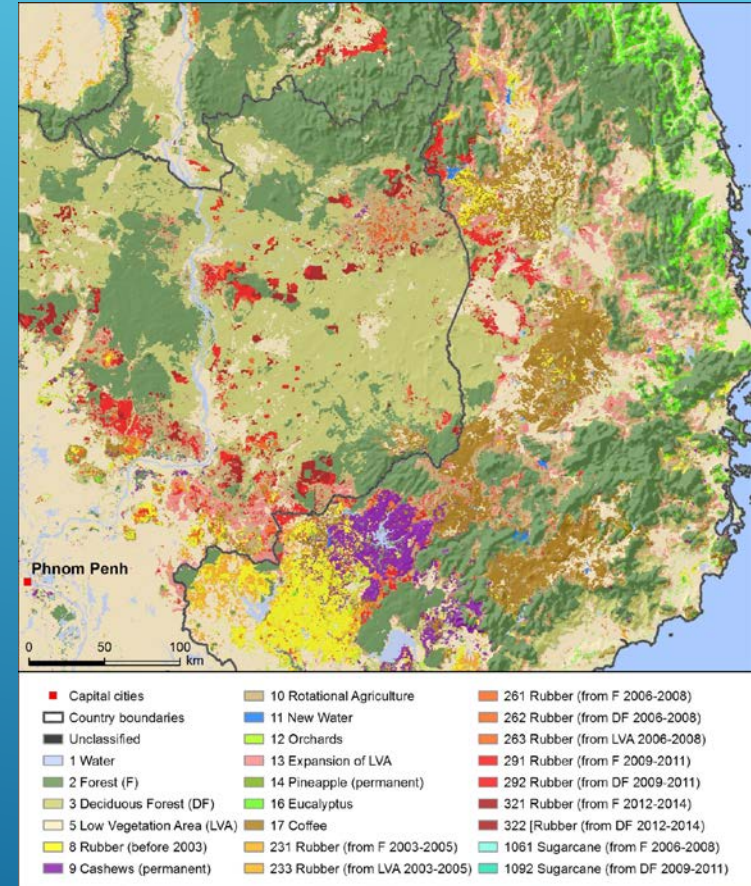 Phnom Penh
0 50 100
km
Capital cities
Country boundaries
Unclassified
1 Water
2 Forest (F)
3 Deciduous Forest (DF)
5 Low Vegetation Area (LVA)
8 Rubber (before 2003)
9 Cashews (permanent)
10 Rotational Agriculture
11 New Water
12 Orchards
13 Expansion of LVA
14 Pineapple (permanent)
16 Eucalyptus
17 Coffee
231 Rubber (from F 2003-2005)
233 Rubber (from LVA 2003-2005)
261 Rubber (from F 2006-2008)
262 Rubber (from DF 2006-2008)
263 Rubber (from LVA 2006-2008)
291 Rubber (from F 2009-2011)
292 Rubber (from DF 2009-2011)
321 Rubber (from F 2012-2014)
322 [Rubber (from DF 2012-2014)
1061 Sugarcane (from F 2006-2008)
1092 Sugarcane (from DF 2009-2011)